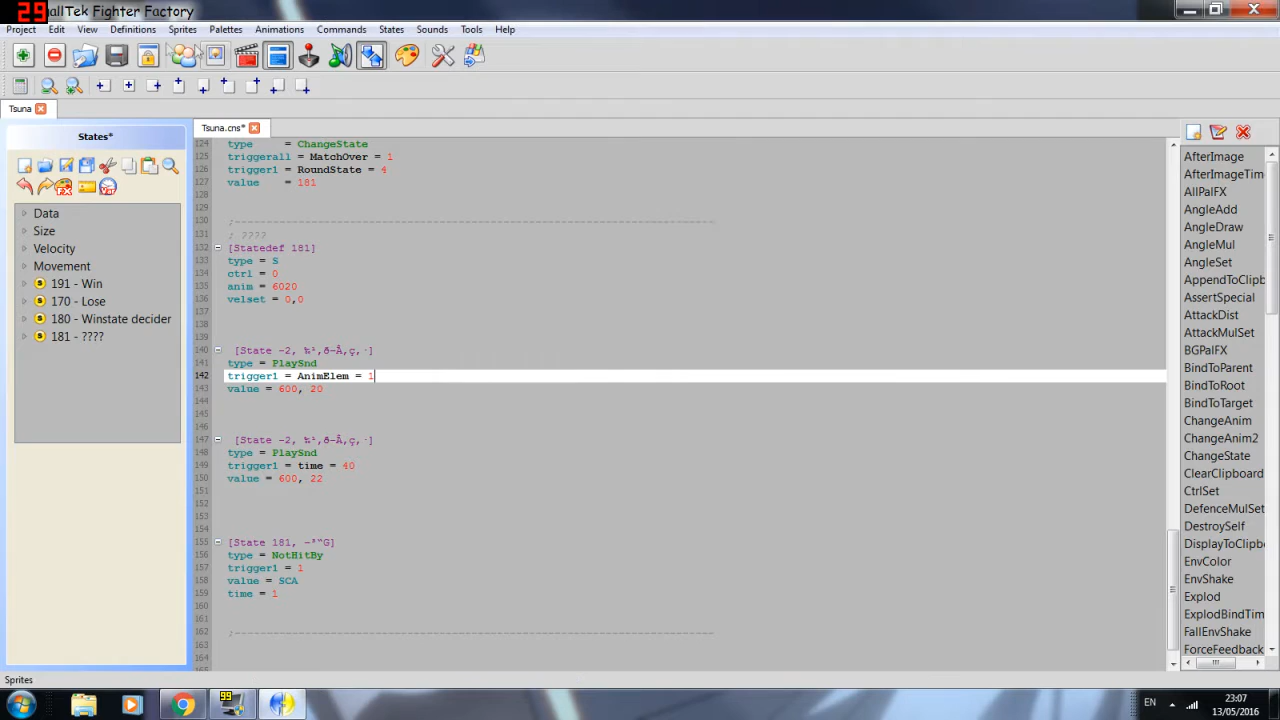 29
allTek Fighter Factory
Project Edit View Definitions Sprites Palettes Animations Commands States Sounds Tools Help
Tsuna
States*
Data
Size
Velocity
Movement
191 - Win
170 - Lose
180 - Winstate decider
181 - ????
Tsuna.cns*
124 type = ChangeState
125 triggerall = MatchOver = 1
126 trigger1 = RoundState = 4
127 value = 181
128
129
130 ;---------------------------------------------------------------------------
131 ; ????
132 [Statedef 181]
133 type = S
134 ctrl = 0
135 anim = 6020
136 velset = 0,0
137
138
139
140 [State -2, ‰¹‚ð–Â‚ç‚·]
141 type = PlaySnd
142 trigger1 = AnimElem = 1
143 value = 600, 20
144
145
146
147 [State -2, ‰¹‚ð–Â‚ç‚·]
148 type = PlaySnd
149 trigger1 = time = 40
150 value = 600, 22
151
152
153
154
155 [State 181, –³“G]
156 type = NotHitBy
157 trigger1 = 1
158 value = SCA
159 time = 1
160
161
162 ;---------------------------------------------------------------------------
163
164
165
AfterImage
AfterImageTim
AllPalFX
AngleAdd
AngleDraw
AngleMul
AngleSet
AppendToClipb
AssertSpecial
AttackDist
AttackMulSet
BGPalFX
BindToParent
BindToRoot
BindToTarget
ChangeAnim
ChangeAnim2
ChangeState
ClearClipboard
CtrlSet
DefenceMulSet
DestroySelf
DisplayToClipb
EnvColor
EnvShake
Explod
ExplodBindTim
FallEnvShake
ForceFeedback
Sprites
99
EN
23:07
13/05/2016